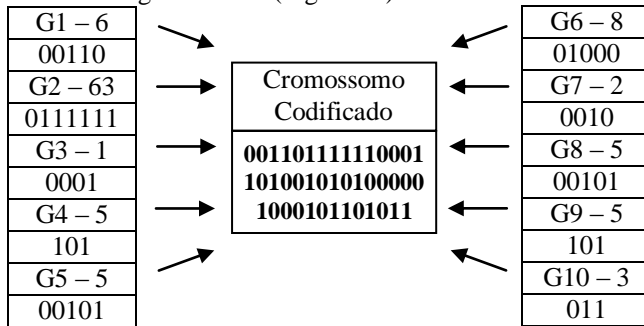 G1 – 6
00110
G2 – 63
0111111
G3 – 1
0001
G4 – 5
101
G5 – 5
00101
Cromossomo
Codificado
001101111110001
101001010100000
1000101101011
G6 – 8
01000
G7 – 2
0010
G8 – 5
00101
G9 – 5
101
G10 – 3
011